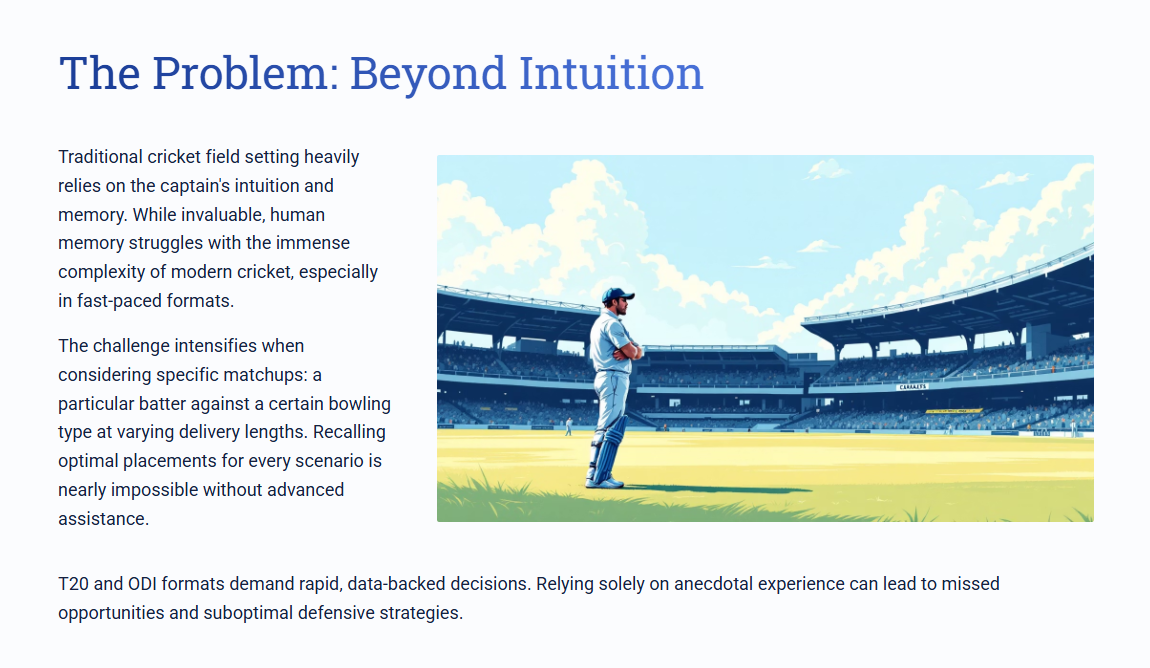 The Problem: Beyond Intuition
Traditional cricket field setting heavily
relies on the captain's intuition and
memory. While invaluable, human
memory struggles with the immense
complexity of modern cricket, especially
in fast-paced formats.
The challenge intensifies when
considering specific matchups: a
particular batter against a certain bowling
type at varying delivery lengths. Recalling
optimal placements for every scenario is
nearly impossible without advanced
assistance.
T20 and ODI formats demand rapid, data-backed decisions. Relying solely on anecdotal experience can lead to missed
opportunities and suboptimal defensive strategies.